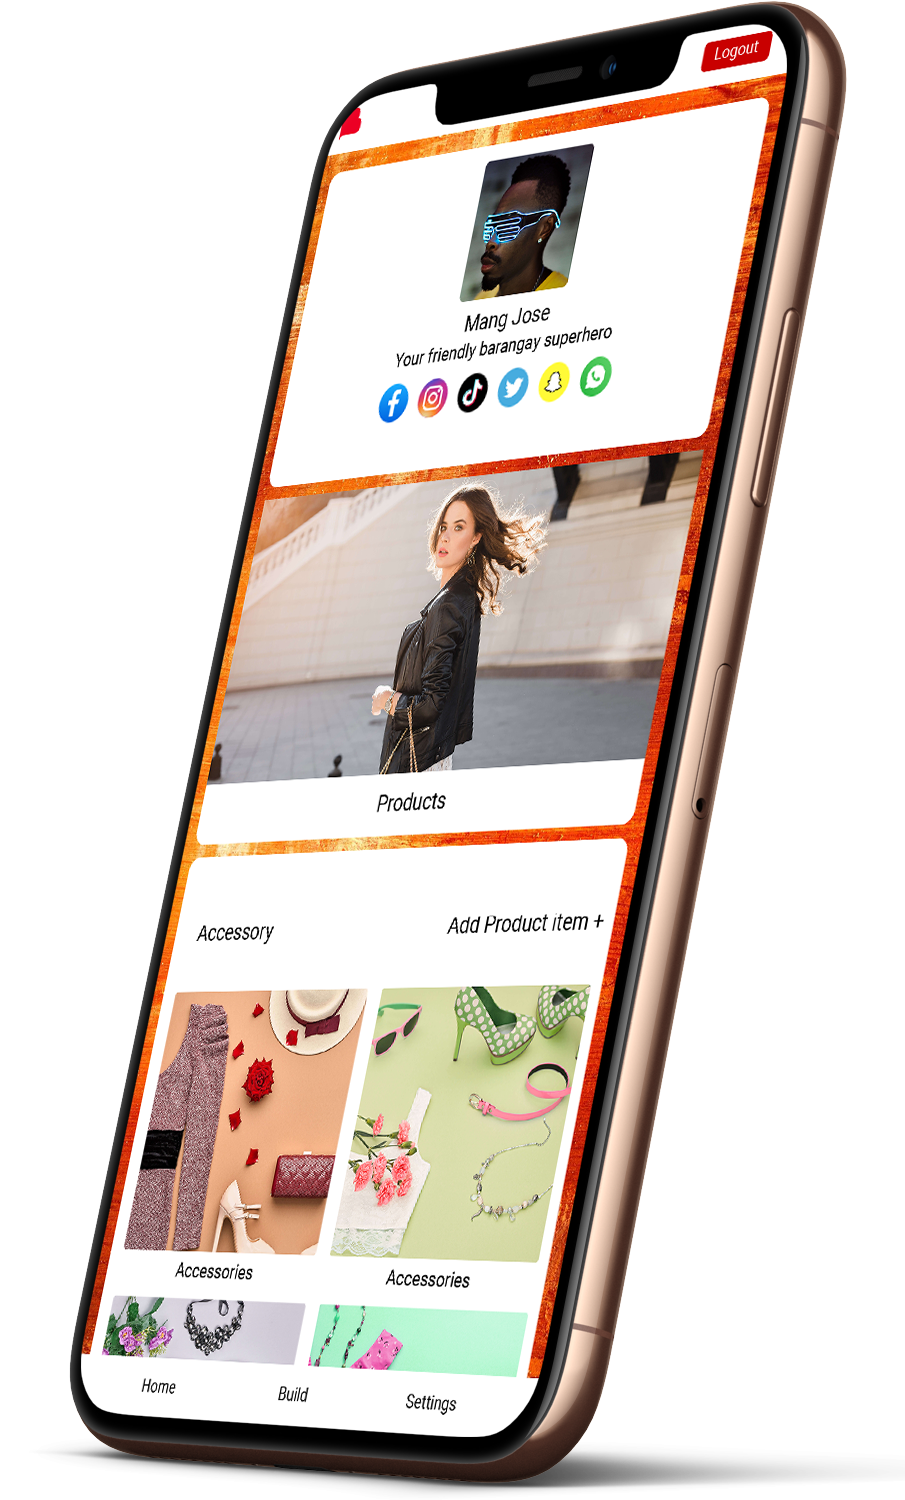 Logout
Mang Jose
Your friendly barangay superhero
Products
Accessory
Add Product item +
Accessories
Accessories
Home
Build
Settings